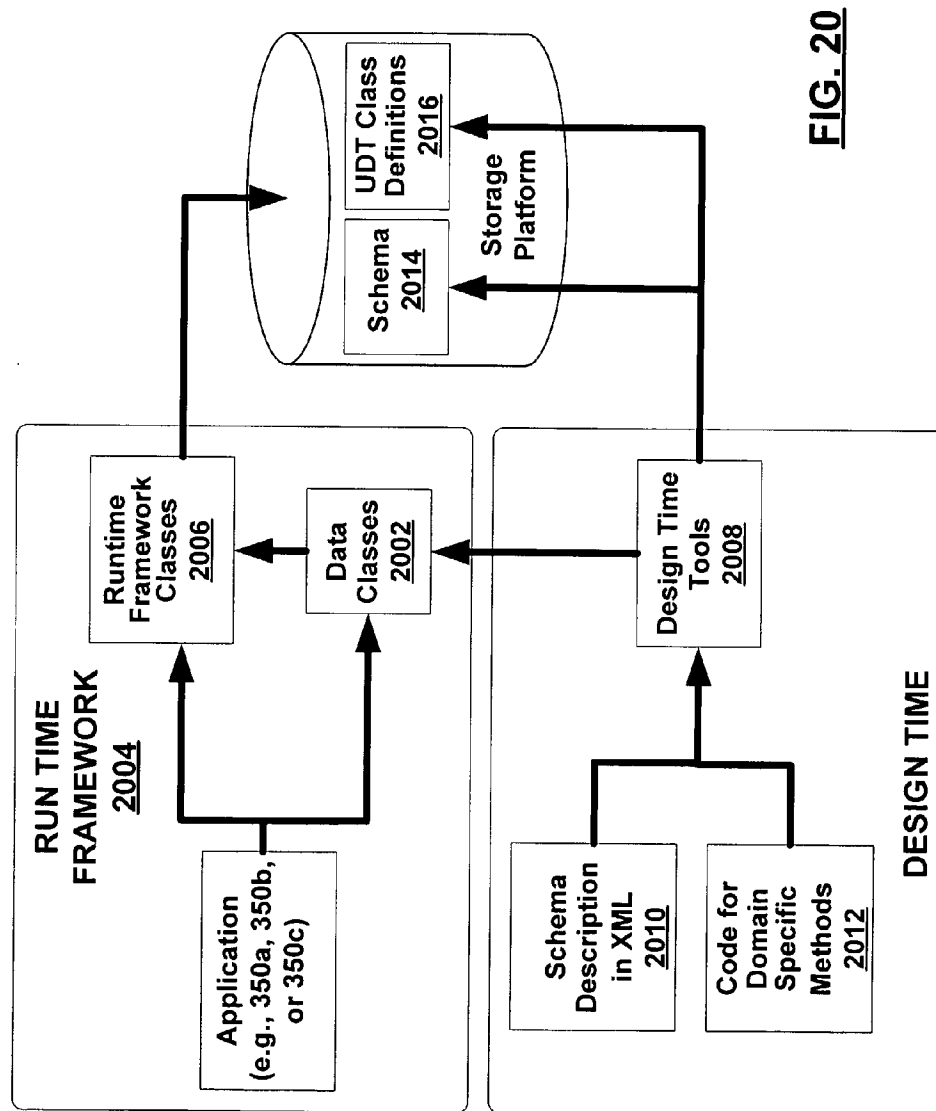 RUN TIME
FRAMEWORK
2004
Application
(e.g., 350a, 350b,
or 350c)
Runtime
Framework
Classes
2006
Data
Classes
2002
Schema
2014
UDT Class
Definitions
2016
Storage
Platform
Schema
Description
in XML
2010
Code for
Domain
Specific
Methods
2012
Design Time
Tools
2008
DESIGN TIME
FIG. 20